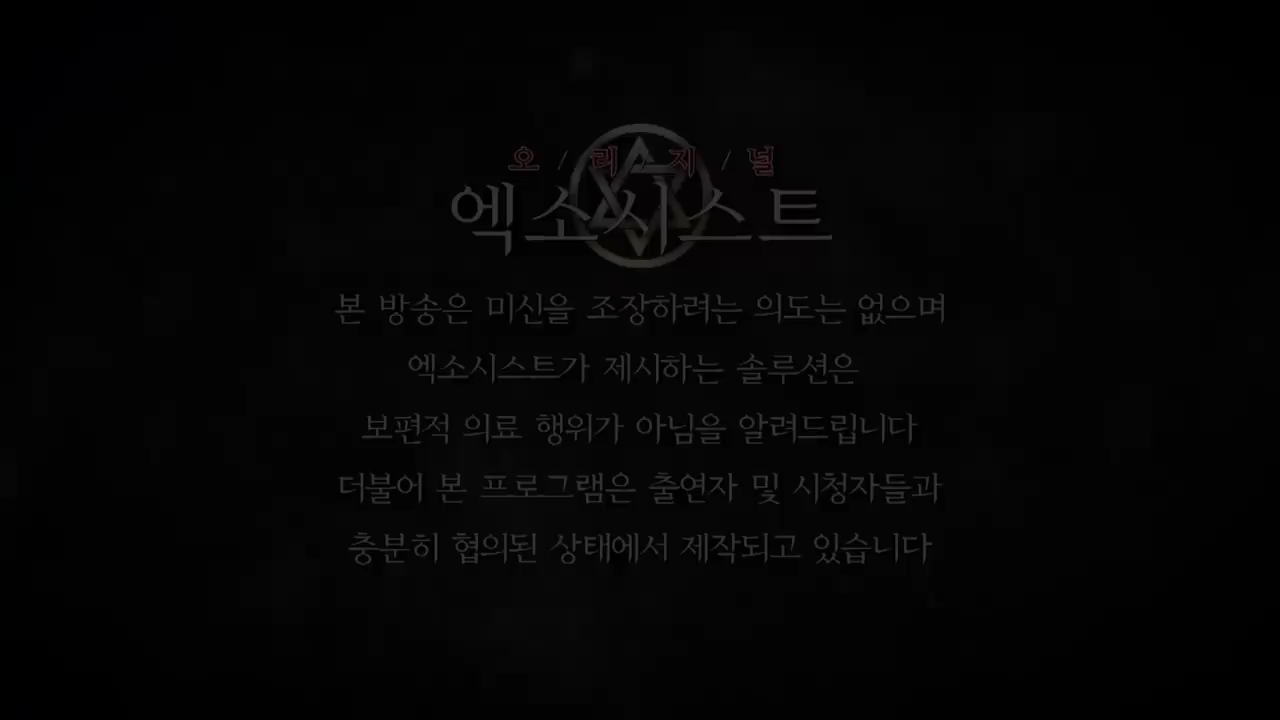 오/리/지/널
엑소시스트
본 방송은 미신을 조장하려는 의도는 없으며
엑소시스트가 제시하는 솔루션은
보편적 의료 행위가 아님을 알려드립니다
더불어 본 프로그램은 출연자 및 시청자들과
충분히 협의된 상태에서 제작되고 있습니다